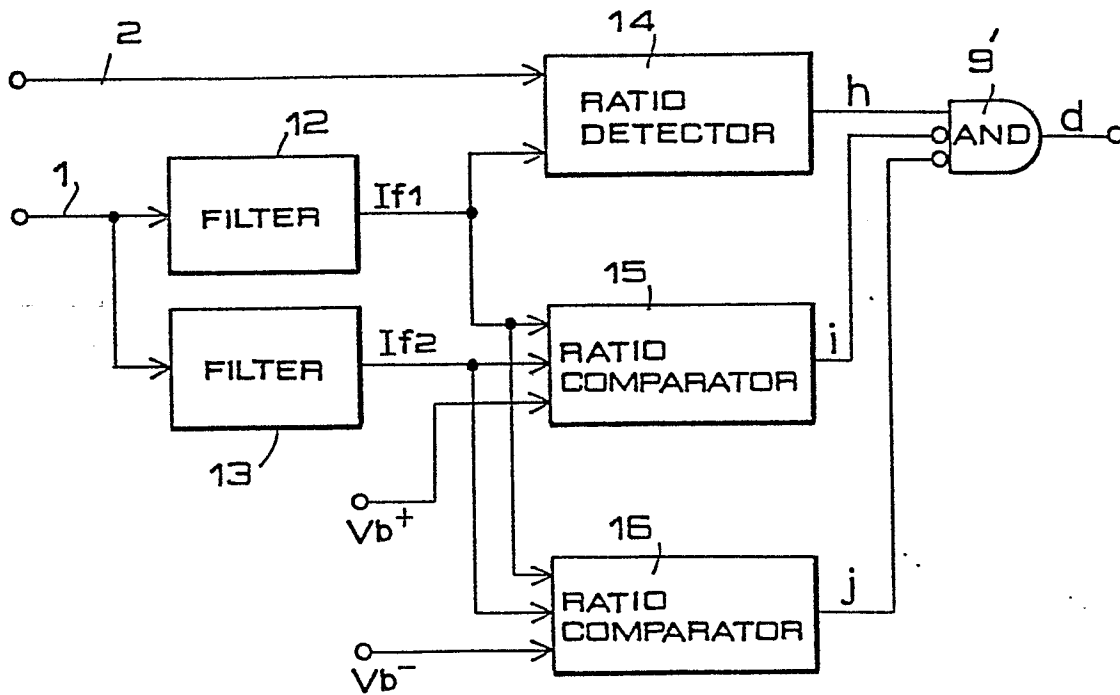 2
14
9'
RATIO
DETECTOR
h
AND
d
12
1
FILTER
If1
15
i
If2
RATIO
COMPARATOR
FILTER
13
Vb+
16
j
RATIO
COMPARATOR
Vb-